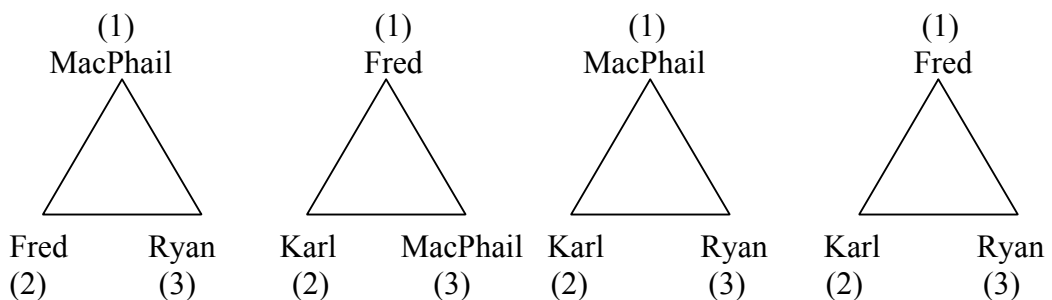 (1) (1) (1) (1)
MacPhail Fred MacPhail Fred
Fred Ryan Karl MacPhail Karl Ryan Karl Ryan
(2) (3) (2) (3) (2) (3) (2) (3)